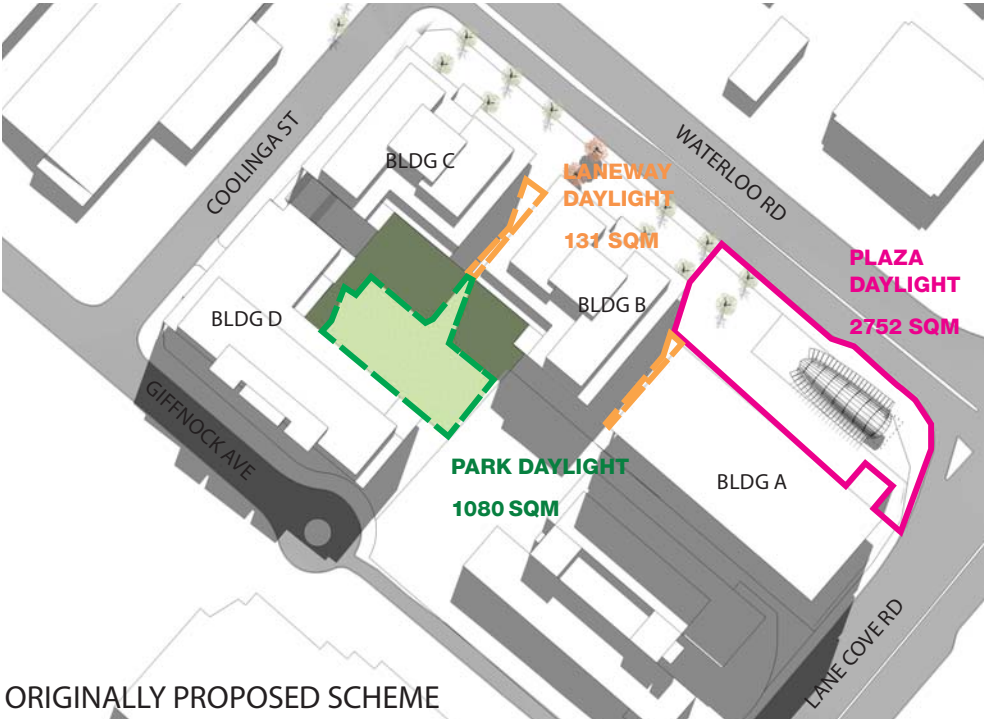 COOLINGA ST
BLDG C
WATERLOO RD
LANEWAY
DAYLIGHT
131 SQM
PLAZA
DAYLIGHT
2752 SQM
BLDG D
BLDG B
GIFFNOCK AVE
PARK DAYLIGHT
1080 SQM
BLDG A
LANE COVE RD
ORIGINALLY PROPOSED SCHEME